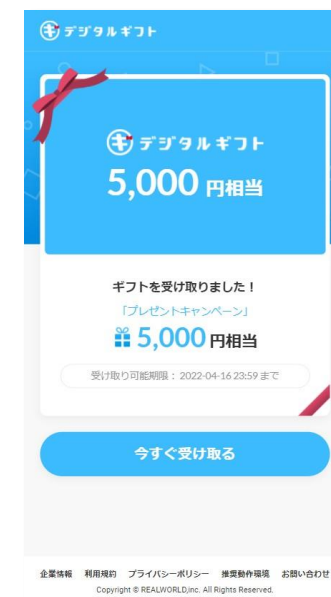 デジタルギフト
デジタルギフト
5,000 円相当
ギフトを受け取りました！
「プレゼントキャンペーン」
5,000 円相当
受け取り可能期限：2022-04-16 23:59 まで
今すぐ受け取る
企業情報 利用規約 プライバシーポリシー 推奨動作環境 お問い合わせ
Copyright © REALWORLD,inc. All Rights Reserved.